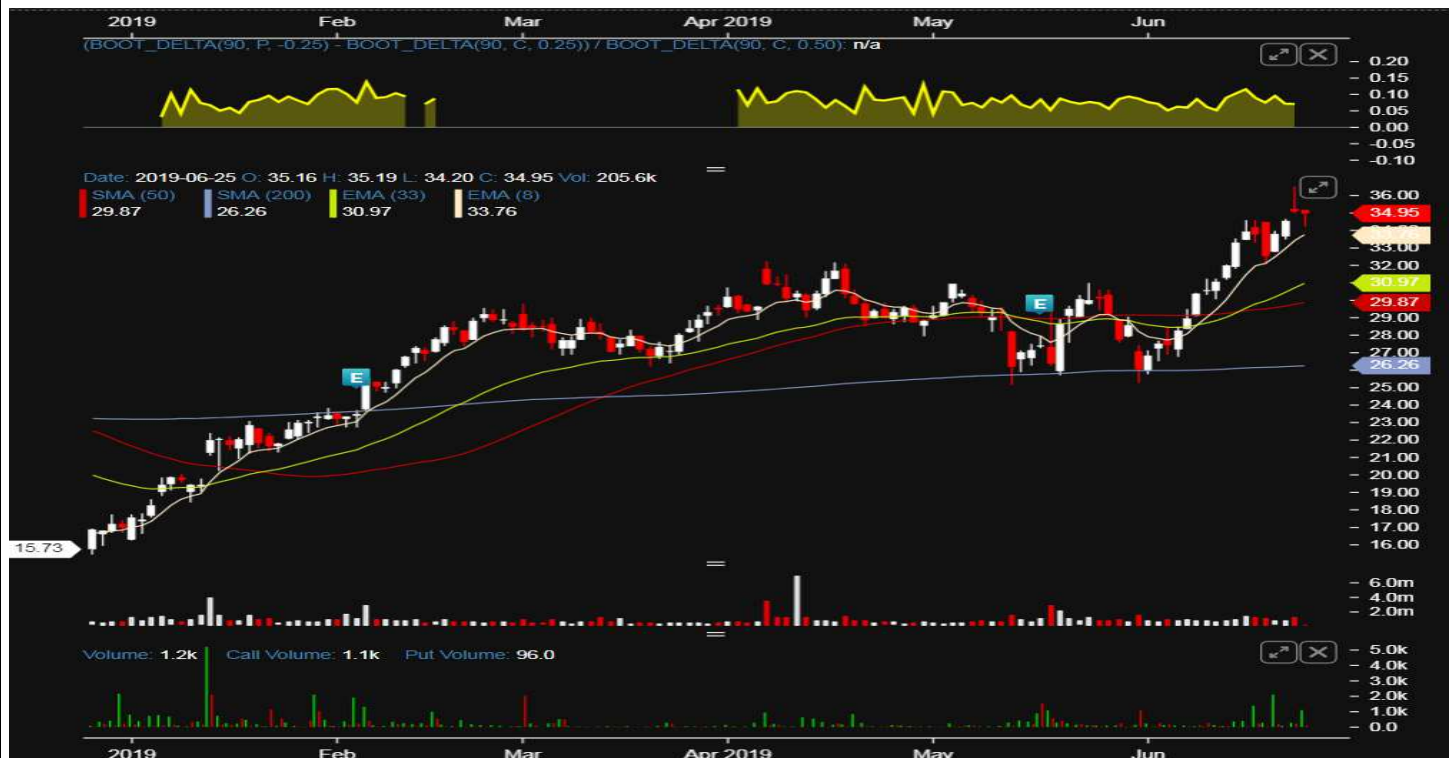 2019 Feb Mar Apr 2019 May Jun
(BOOT_DELTA(90, P, -0.25) - BOOT_DELTA(90, C, 0.25)) / BOOT_DELTA(90, C, 0.50): n/a
0.20
0.15
0.10
0.05
0.00
-0.05
-0.10
Date: 2019-06-25 O: 35.16 H: 35.19 L: 34.20 C: 34.95 Vol: 205.6k
SMA (50) SMA (200) EMA (33) EMA (8)
29.87 26.26 30.97 33.76
36.00
34.95
33.76
33.00
32.00
30.97
29.87
29.00
28.00
27.00
26.26
25.00
24.00
23.00
22.00
21.00
20.00
19.00
18.00
17.00
16.00
E
E
15.73
6.0m
4.0m
2.0m
Volume: 1.2k Call Volume: 1.1k Put Volume: 96.0
5.0k
4.0k
3.0k
2.0k
1.0k
0.0
2019 Feb Mar Apr 2019 May Jun